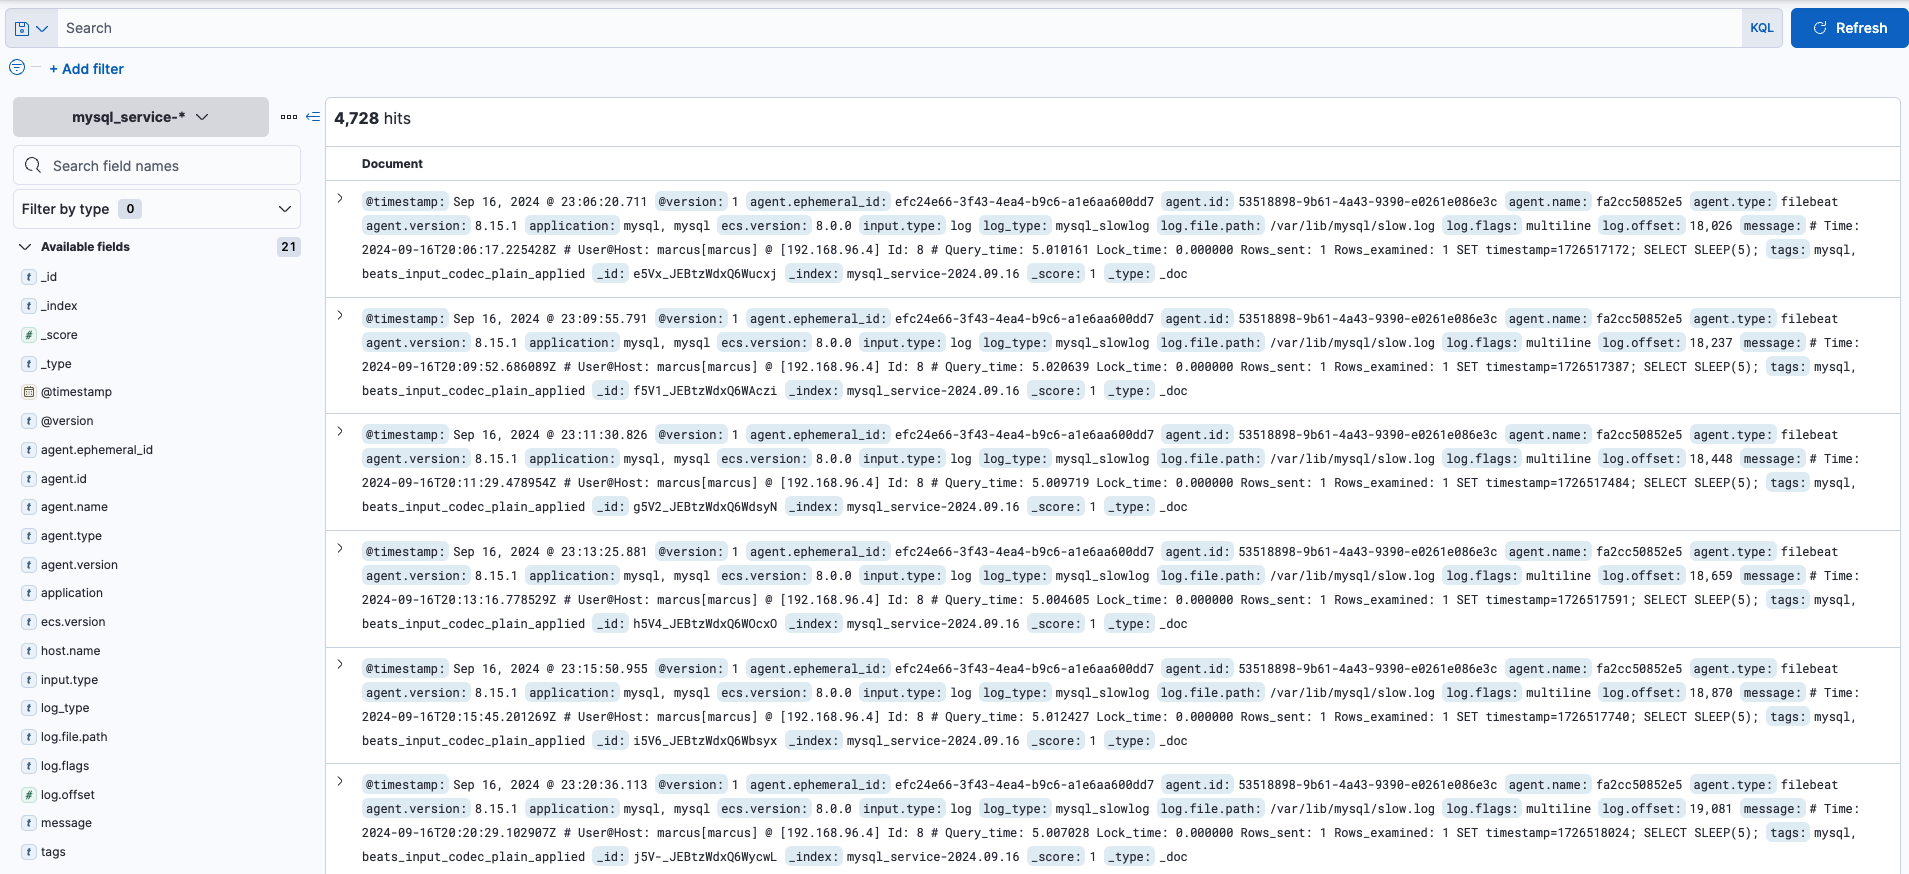 Search
KQL
Refresh
+ Add filter
mysql_service-*
Search field names
Filter by type 0
Available fields 21
t _id
t _index
# _score
t _type
@timestamp
t @version
t agent.ephemeral_id
t agent.id
t agent.name
t agent.type
t agent.version
t application
t ecs.version
t host.name
t input.type
t log_type
t log.file.path
t log.flags
# log.offset
t message
t tags
4,728 hits
Document
@timestamp: Sep 16, 2024 @ 23:06:20.711 @version: 1 agent.ephemeral_id: efc24e66-3f43-4ea4-b9c6-a1e6aa600dd7 agent.id: 53518898-9b61-4a43-9390-e0261e086e3c agent.name: fa2cc50852e5 agent.type: filebeat
agent.version: 8.15.1 application: mysql, mysql ecs.version: 8.0.0 input.type: log log_type: mysql_slowlog log.file.path: /var/lib/mysql/slow.log log.flags: multiline log.offset: 18,026 message: # Time:
2024-09-16T20:06:17.225428Z # User@Host: marcus[marcus] @ [192.168.96.4] Id: 8 # Query_time: 5.010161 Lock_time: 0.000000 Rows_sent: 1 Rows_examined: 1 SET timestamp=1726517172; SELECT SLEEP(5); tags: mysql,
beats_input_codec_plain_applied _id: e5Vx_JEBtzWdxQ6Wucxj _index: mysql_service-2024.09.16 _score: 1 _type: _doc
@timestamp: Sep 16, 2024 @ 23:09:55.791 @version: 1 agent.ephemeral_id: efc24e66-3f43-4ea4-b9c6-a1e6aa600dd7 agent.id: 53518898-9b61-4a43-9390-e0261e086e3c agent.name: fa2cc50852e5 agent.type: filebeat
agent.version: 8.15.1 application: mysql, mysql ecs.version: 8.0.0 input.type: log log_type: mysql_slowlog log.file.path: /var/lib/mysql/slow.log log.flags: multiline log.offset: 18,237 message: # Time:
2024-09-16T20:09:52.686089Z # User@Host: marcus[marcus] @ [192.168.96.4] Id: 8 # Query_time: 5.020639 Lock_time: 0.000000 Rows_sent: 1 Rows_examined: 1 SET timestamp=1726517387; SELECT SLEEP(5); tags: mysql,
beats_input_codec_plain_applied _id: f5V1_JEBtzWdxQ6WAczi _index: mysql_service-2024.09.16 _score: 1 _type: _doc
@timestamp: Sep 16, 2024 @ 23:11:30.826 @version: 1 agent.ephemeral_id: efc24e66-3f43-4ea4-b9c6-a1e6aa600dd7 agent.id: 53518898-9b61-4a43-9390-e0261e086e3c agent.name: fa2cc50852e5 agent.type: filebeat
agent.version: 8.15.1 application: mysql, mysql ecs.version: 8.0.0 input.type: log log_type: mysql_slowlog log.file.path: /var/lib/mysql/slow.log log.flags: multiline log.offset: 18,448 message: # Time:
2024-09-16T20:11:29.478954Z # User@Host: marcus[marcus] @ [192.168.96.4] Id: 8 # Query_time: 5.009719 Lock_time: 0.000000 Rows_sent: 1 Rows_examined: 1 SET timestamp=1726517484; SELECT SLEEP(5); tags: mysql,
beats_input_codec_plain_applied _id: g5V2_JEBtzWdxQ6WdsyN _index: mysql_service-2024.09.16 _score: 1 _type: _doc
@timestamp: Sep 16, 2024 @ 23:13:25.881 @version: 1 agent.ephemeral_id: efc24e66-3f43-4ea4-b9c6-a1e6aa600dd7 agent.id: 53518898-9b61-4a43-9390-e0261e086e3c agent.name: fa2cc50852e5 agent.type: filebeat
agent.version: 8.15.1 application: mysql, mysql ecs.version: 8.0.0 input.type: log log_type: mysql_slowlog log.file.path: /var/lib/mysql/slow.log log.flags: multiline log.offset: 18,659 message: # Time:
2024-09-16T20:13:16.778529Z # User@Host: marcus[marcus] @ [192.168.96.4] Id: 8 # Query_time: 5.004605 Lock_time: 0.000000 Rows_sent: 1 Rows_examined: 1 SET timestamp=1726517591; SELECT SLEEP(5); tags: mysql,
beats_input_codec_plain_applied _id: h5V4_JEBtzWdxQ6WOcxO _index: mysql_service-2024.09.16 _score: 1 _type: _doc
@timestamp: Sep 16, 2024 @ 23:15:50.955 @version: 1 agent.ephemeral_id: efc24e66-3f43-4ea4-b9c6-a1e6aa600dd7 agent.id: 53518898-9b61-4a43-9390-e0261e086e3c agent.name: fa2cc50852e5 agent.type: filebeat
agent.version: 8.15.1 application: mysql, mysql ecs.version: 8.0.0 input.type: log log_type: mysql_slowlog log.file.path: /var/lib/mysql/slow.log log.flags: multiline log.offset: 18,870 message: # Time:
2024-09-16T20:15:45.201269Z # User@Host: marcus[marcus] @ [192.168.96.4] Id: 8 # Query_time: 5.012427 Lock_time: 0.000000 Rows_sent: 1 Rows_examined: 1 SET timestamp=1726517740; SELECT SLEEP(5); tags: mysql,
beats_input_codec_plain_applied _id: i5V6_JEBtzWdxQ6Wbsyx _index: mysql_service-2024.09.16 _score: 1 _type: _doc
@timestamp: Sep 16, 2024 @ 23:20:36.113 @version: 1 agent.ephemeral_id: efc24e66-3f43-4ea4-b9c6-a1e6aa600dd7 agent.id: 53518898-9b61-4a43-9390-e0261e086e3c agent.name: fa2cc50852e5 agent.type: filebeat
agent.version: 8.15.1 application: mysql, mysql ecs.version: 8.0.0 input.type: log log_type: mysql_slowlog log.file.path: /var/lib/mysql/slow.log log.flags: multiline log.offset: 19,081 message: # Time:
2024-09-16T20:20:29.102907Z # User@Host: marcus[marcus] @ [192.168.96.4] Id: 8 # Query_time: 5.007028 Lock_time: 0.000000 Rows_sent: 1 Rows_examined: 1 SET timestamp=1726518024; SELECT SLEEP(5); tags: mysql,
beats_input_codec_plain_applied _id: j5V-_JEBtzWdxQ6WycwL _index: mysql_service-2024.09.16 _score: 1 _type: _doc